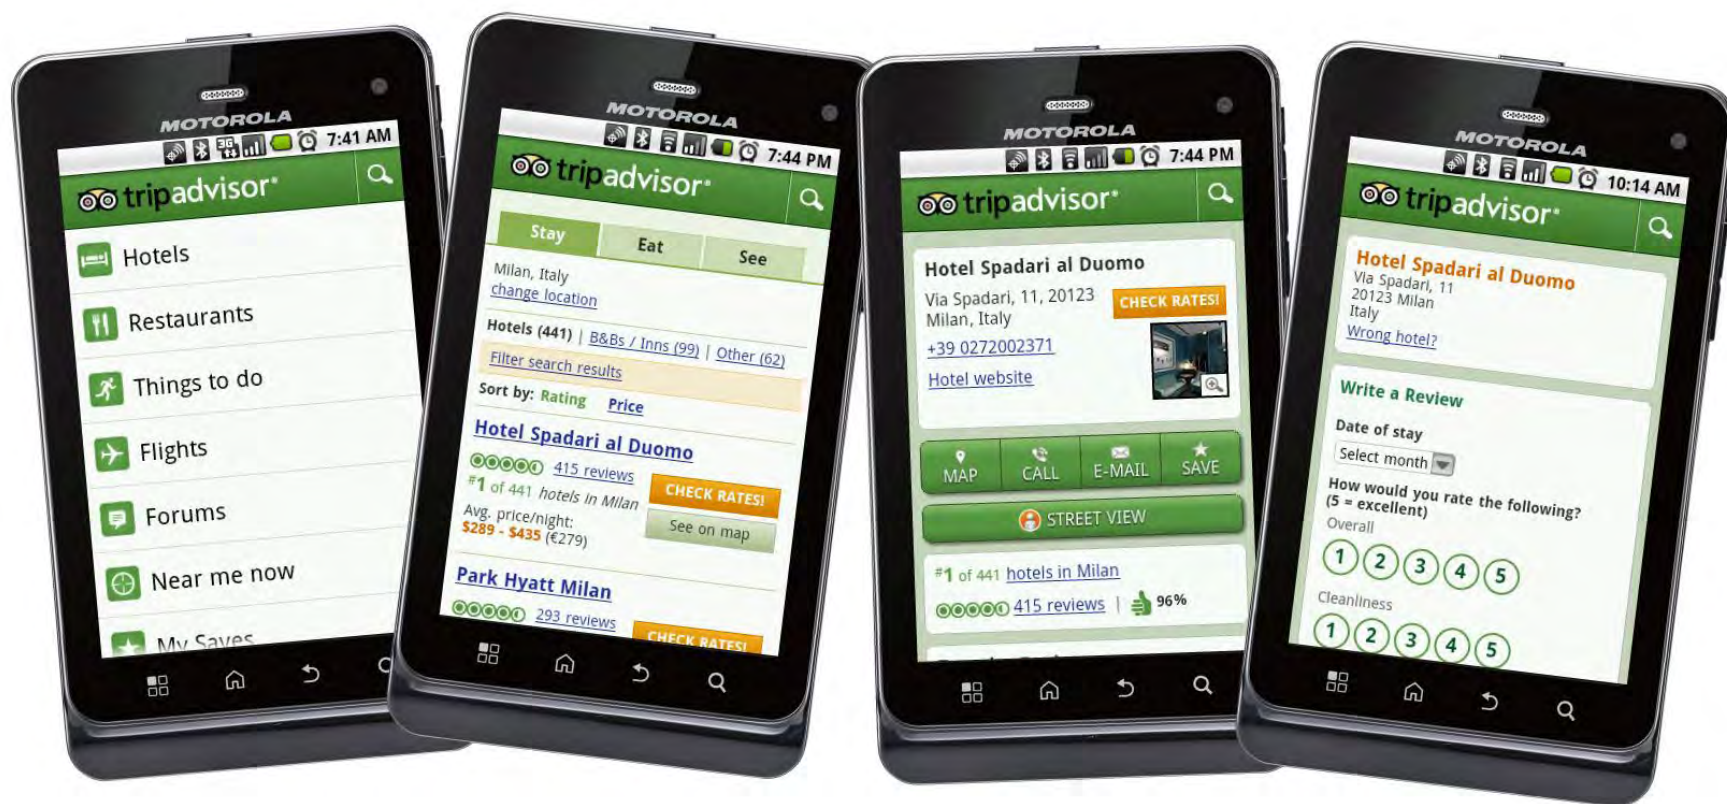 MOTOROLA
3G
7:41 AM
tripadvisor®
Hotels
Restaurants
Things to do
Flights
Forums
Near me now
My Saves
MOTOROLA
7:44 PM
tripadvisor®
Stay Eat See
Milan, Italy
change location
Hotels (441) | B&Bs / Inns (99) | Other (62)
Filter search results
Sort by: Rating Price
Hotel Spadari al Duomo
415 reviews
#1 of 441 hotels in Milan
CHECK RATES!
Avg. price/night:
$289 - $435 (€279)
See on map
Park Hyatt Milan
293 reviews
CHECK RATES!
MOTOROLA
7:44 PM
tripadvisor®
Hotel Spadari al Duomo
Via Spadari, 11, 20123
Milan, Italy
CHECK RATES!
+39 0272002371
Hotel website
MAP CALL E-MAIL SAVE
STREET VIEW
#1 of 441 hotels in Milan
415 reviews | 96%
MOTOROLA
10:14 AM
tripadvisor®
Hotel Spadari al Duomo
Via Spadari, 11
20123 Milan
Italy
Wrong hotel?
Write a Review
Date of stay
Select month
How would you rate the following?
(5 = excellent)
Overall
1 2 3 4 5
Cleanliness
1 2 3 4 5